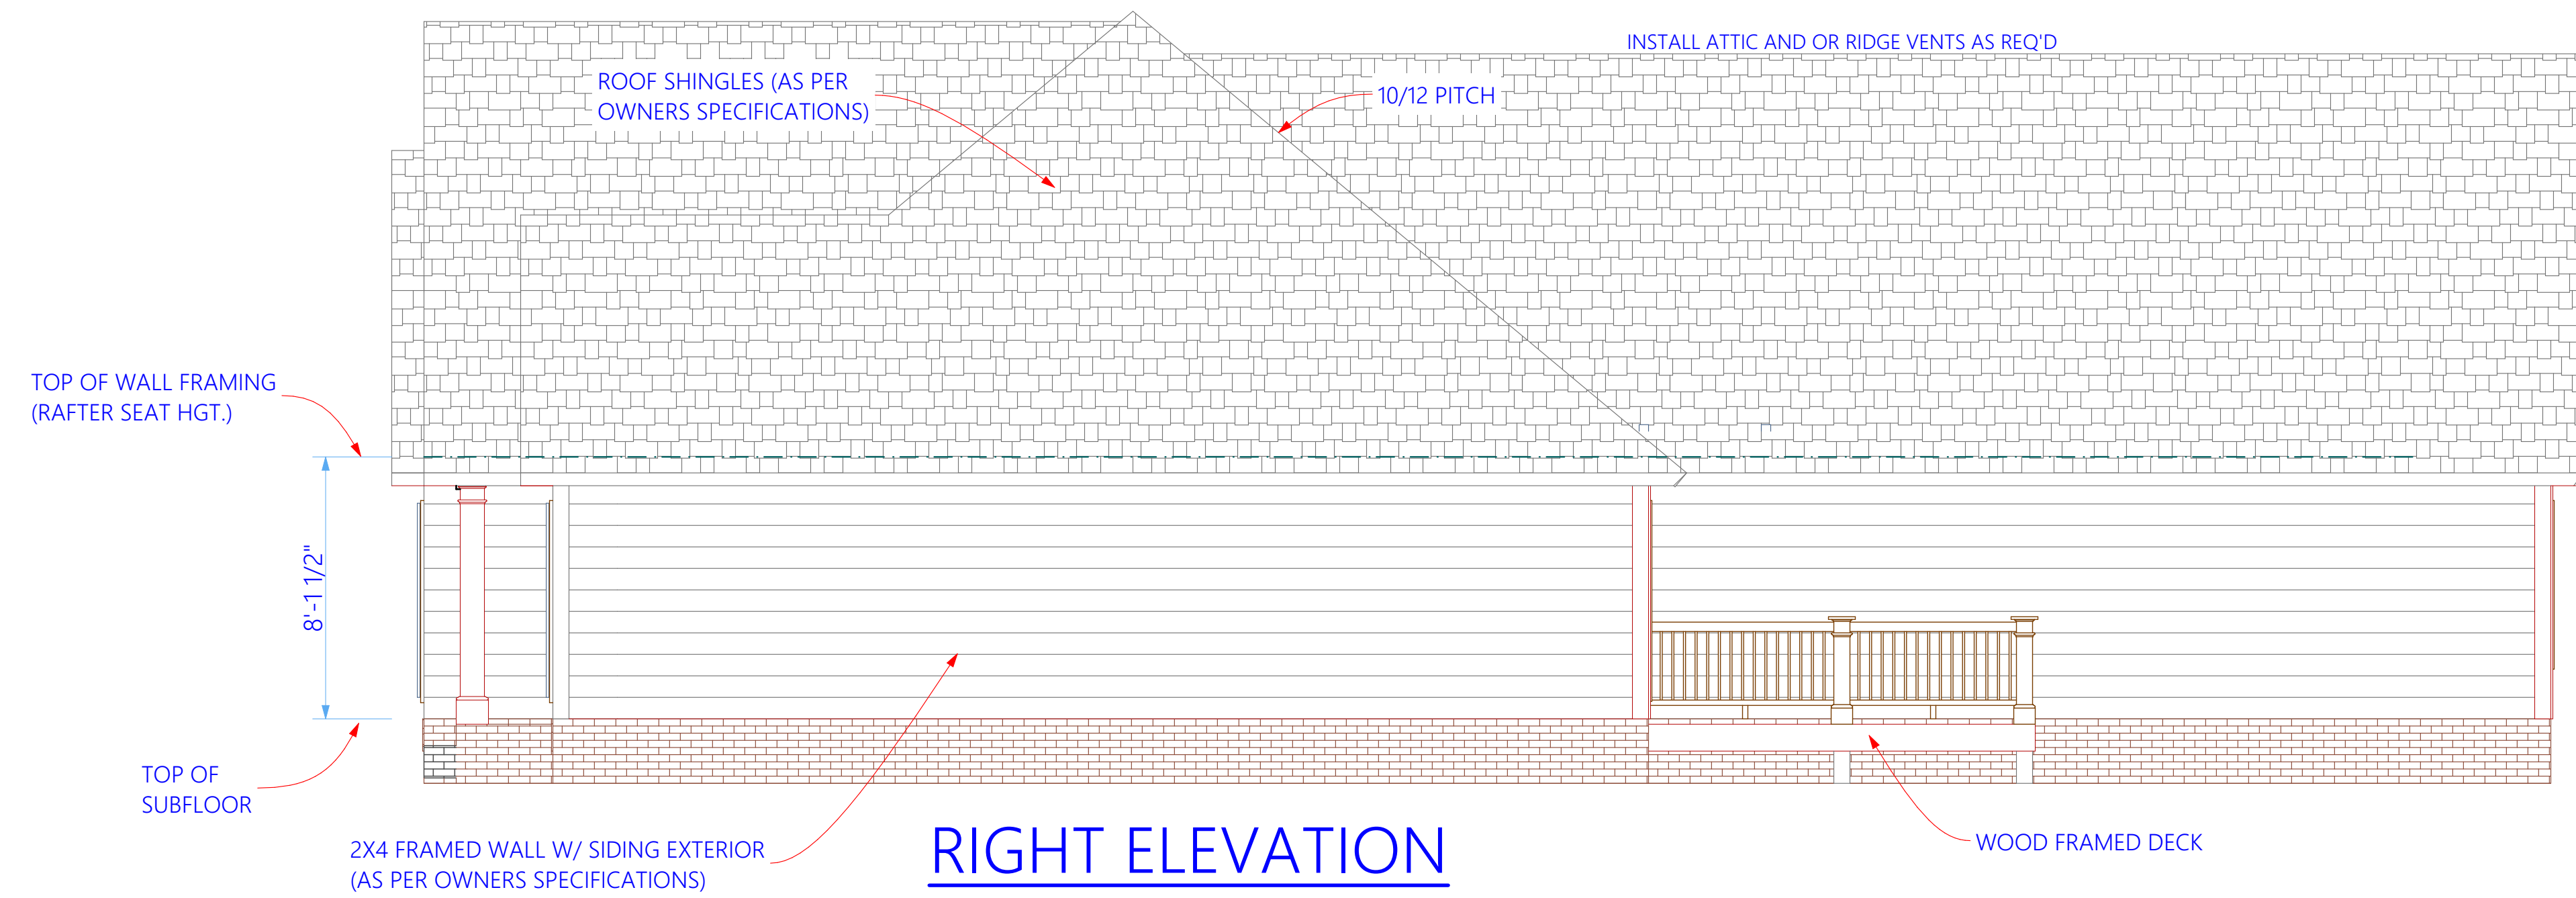 INSTALL ATTIC AND OR RIDGE VENTS AS REQ'D
ROOF SHINGLES (AS PER
OWNERS SPECIFICATIONS)
10/12 PITCH
TOP OF WALL FRAMING
(RAFTER SEAT HGT.)
8'-1 1/2"
TOP OF
SUBFLOOR
2X4 FRAMED WALL W/ SIDING EXTERIOR
(AS PER OWNERS SPECIFICATIONS)
RIGHT ELEVATION
WOOD FRAMED DECK